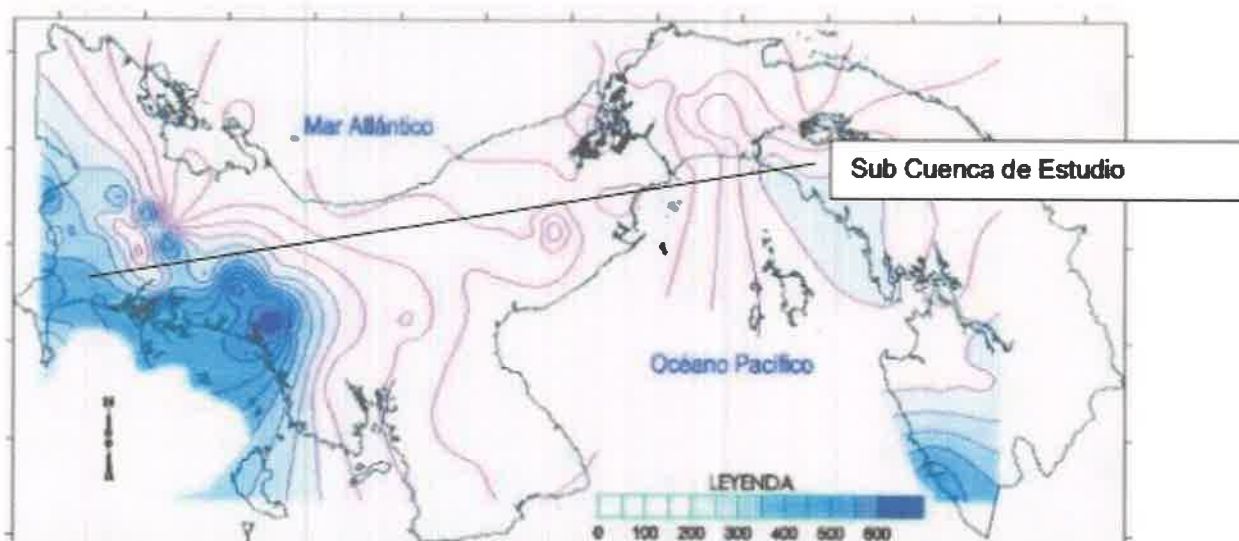 Mar Atlántico
Sub Cuenca de Estudio
Océano Pacífico
N
LEYENDA
0 100 200 300 400 500 600